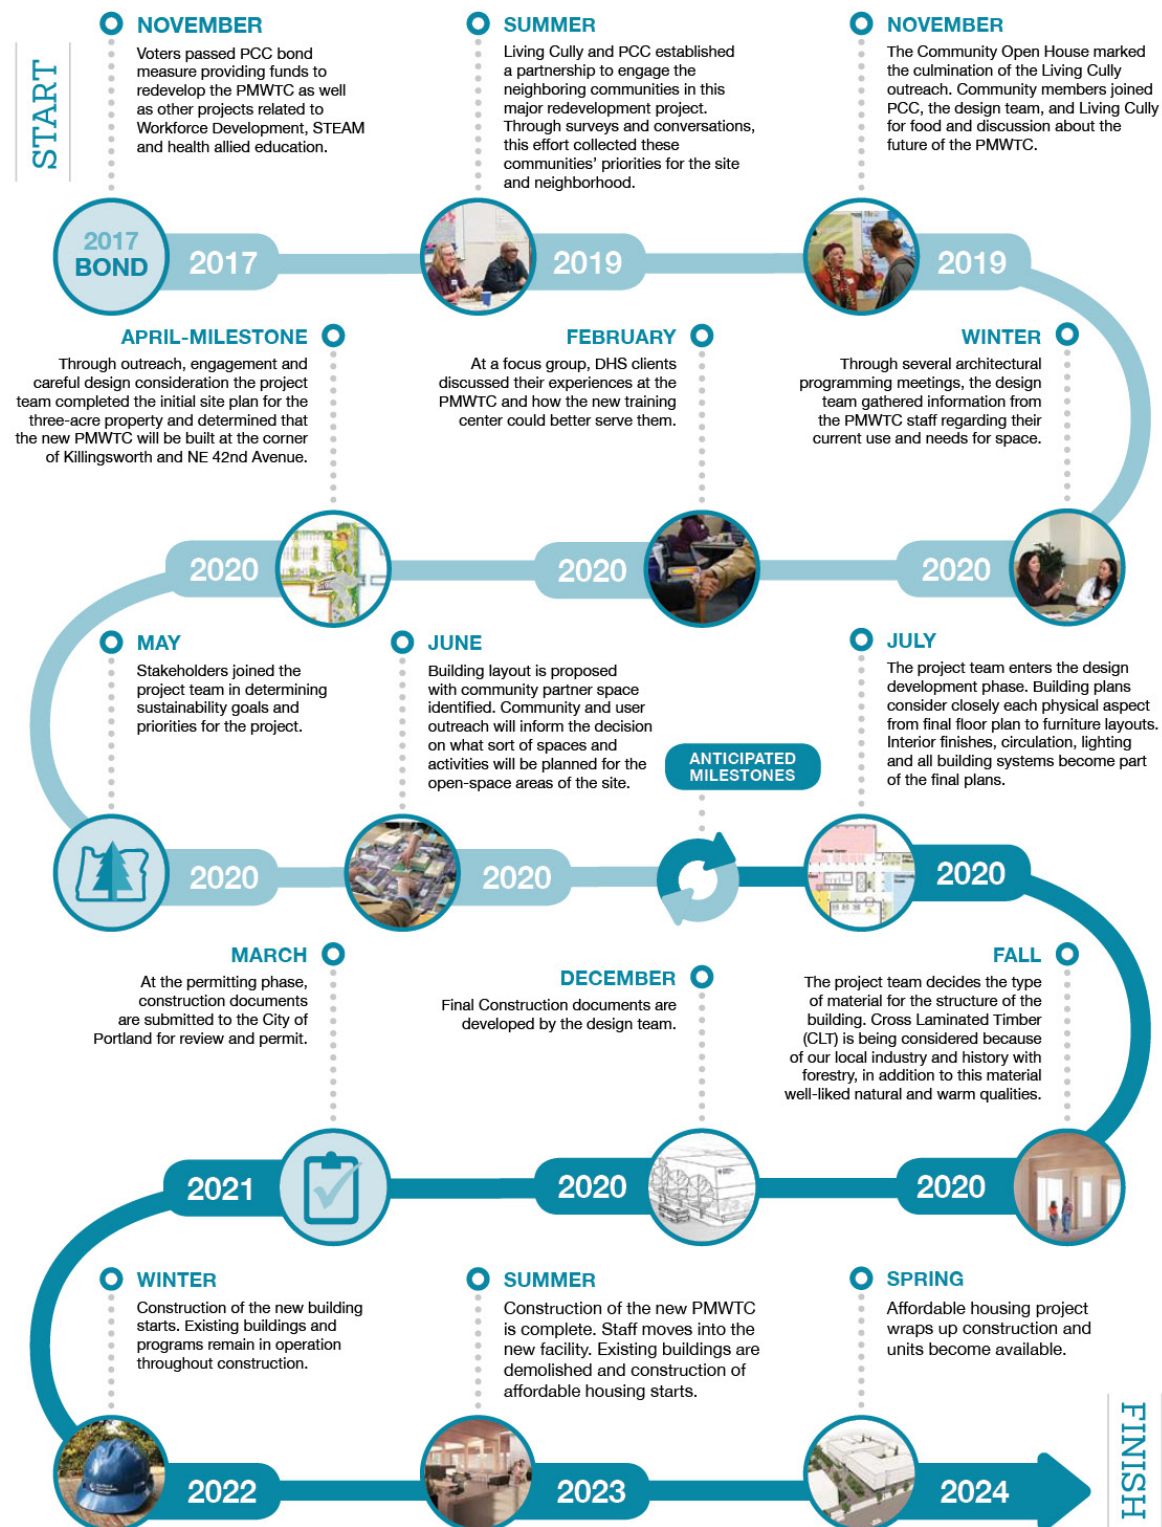 START
NOVEMBER
Voters passed PCC bond
measure providing funds to
redevelop the PMWTC as well
as other projects related to
Workforce Development, STEAM
and health allied education.
2017
BOND
2017
SUMMER
Living Cully and PCC established
a partnership to engage the
neighboring communities in this
major redevelopment project.
Through surveys and conversations,
this effort collected these
communities’ priorities for the site
and neighborhood.
2019
NOVEMBER
The Community Open House marked
the culmination of the Living Cully
outreach. Community members joined
PCC, the design team, and Living Cully
for food and discussion about the
future of the PMWTC.
2019
WINTER
Through several architectural
programming meetings, the design
team gathered information from
the PMWTC staff regarding their
current use and needs for space.
2020
FEBRUARY
At a focus group, DHS clients
discussed their experiences at the
PMWTC and how the new training
center could better serve them.
2020
APRIL-MILESTONE
Through outreach, engagement and
careful design consideration the project
team completed the initial site plan for the
three-acre property and determined that
the new PMWTC will be built at the corner
of Killingsworth and NE 42nd Avenue.
2020
MAY
Stakeholders joined the
project team in determining
sustainability goals and
priorities for the project.
2020
JUNE
Building layout is proposed
with community partner space
identified. Community and user
outreach will inform the decision
on what sort of spaces and
activities will be planned for the
open-space areas of the site.
2020
ANTICIPATED
MILESTONES
JULY
The project team enters the design
development phase. Building plans
consider closely each physical aspect
from final floor plan to furniture layouts.
Interior finishes, circulation, lighting
and all building systems become part
of the final plans.
Career Center
2020
FALL
The project team decides the type
of material for the structure of the
building. Cross Laminated Timber
(CLT) is being considered because
of our local industry and history with
forestry, in addition to this material
well-liked natural and warm qualities.
2020
DECEMBER
Final Construction documents are
developed by the design team.
2020
MARCH
At the permitting phase,
construction documents
are submitted to the City of
Portland for review and permit.
2021
WINTER
Construction of the new building
starts. Existing buildings and
programs remain in operation
throughout construction.
2022
SUMMER
Construction of the new PMWTC
is complete. Staff moves into the
new facility. Existing buildings are
demolished and construction of
affordable housing starts.
2023
SPRING
Affordable housing project
wraps up construction and
units become available.
2024
FINISH